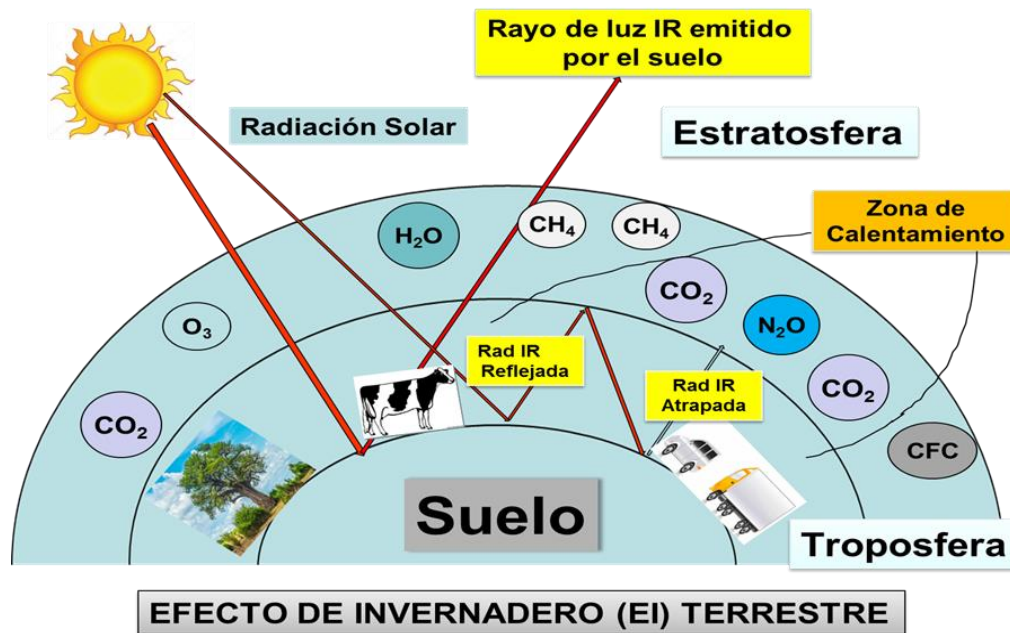 Rayo de luz IR emitido
por el suelo
Radiación Solar
Estratosfera
Zona de
Calentamiento
H₂O
CH₄
CH₄
CO₂
N₂O
O₃
Rad IR
Reflejada
Rad IR
Atrapada
CO₂
CO₂
CFC
Suelo
Troposfera
EFECTO DE INVERNADERO (EI) TERRESTRE